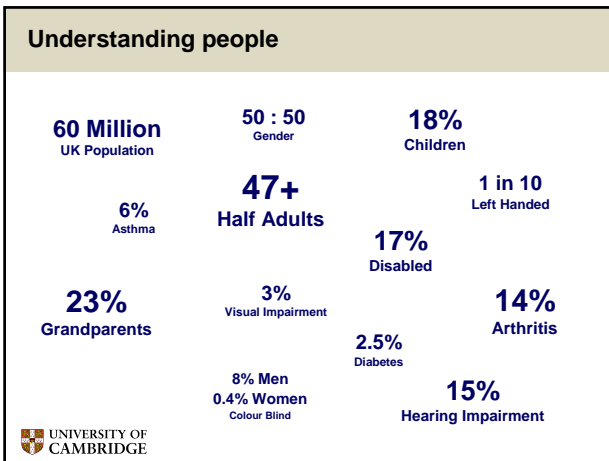 Understanding people
60 Million
UK Population
50 : 50
Gender
18%
Children
6%
Asthma
47+
Half Adults
1 in 10
Left Handed
17%
Disabled
23%
Grandparents
3%
Visual Impairment
14%
Arthritis
2.5%
Diabetes
8% Men
0.4% Women
Colour Blind
15%
Hearing Impairment
UNIVERSITY OF
CAMBRIDGE